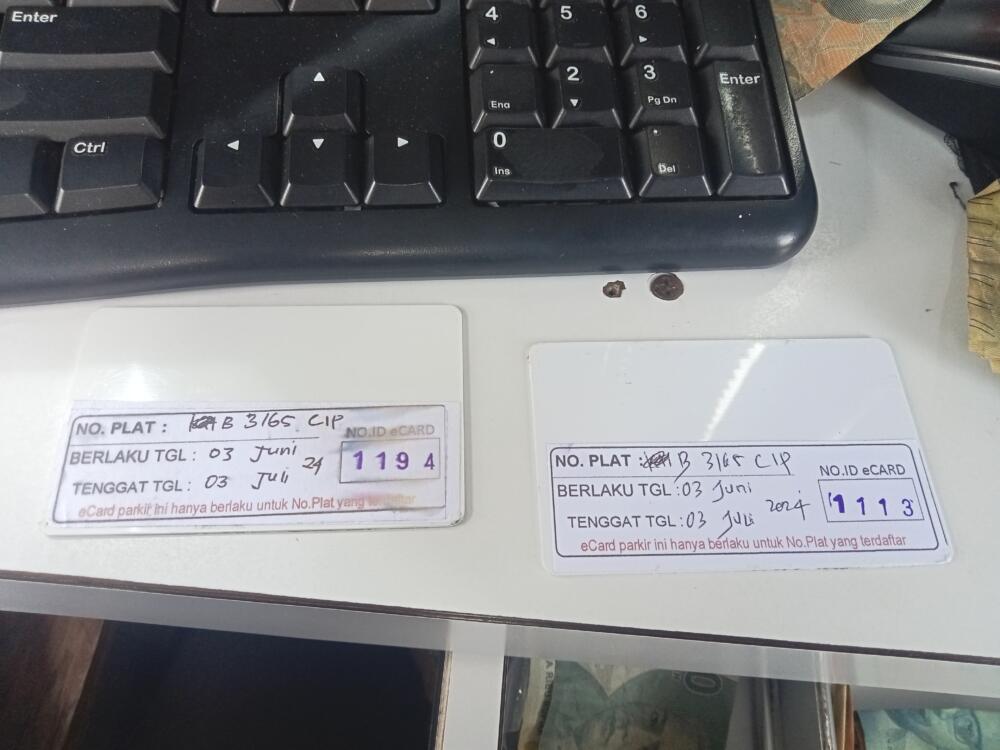 Enter
4
5
6
End
2
3
Pg Dn
Enter
Ctrl
0
Ins
Del
NO. PLAT : B 3165 CIP
BERLAKU TGL : 03 Juni
TENGGAT TGL : 03 Juli 24
NO.ID eCARD
1194
eCard parkir ini hanya berlaku untuk No.Plat yang terdaftar
NO. PLAT : B 3165 CIP
BERLAKU TGL : 03 Juni
TENGGAT TGL : 03 Juli 2024
NO.ID eCARD
1113
eCard parkir ini hanya berlaku untuk No.Plat yang terdaftar